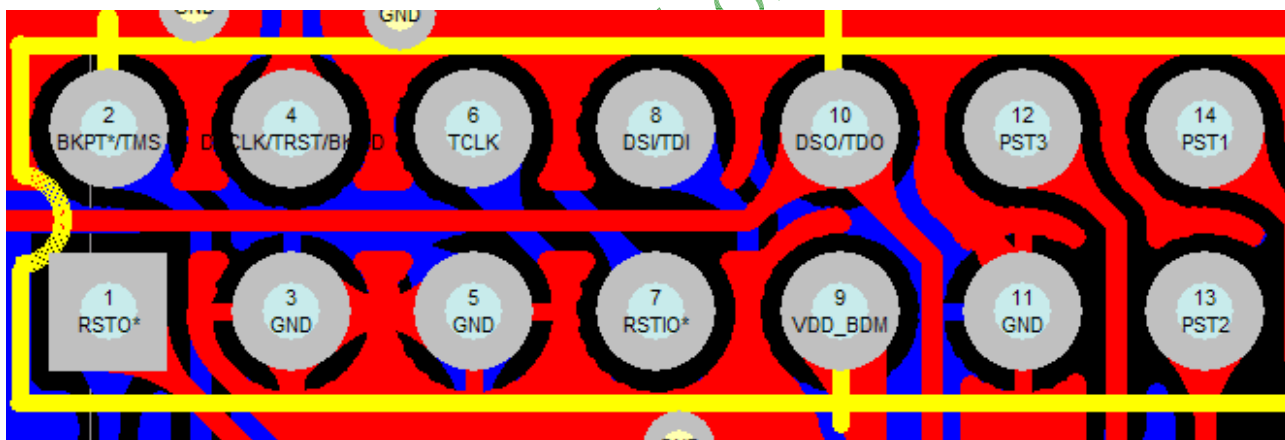 GND
GND
2
BKPT*/TMS
4
6
TCLK
8
DSI/TDI
10
DSO/TDO
12
PST3
14
PST1
1
RSTO*
3
GND
5
GND
7
RSTIO*
9
VDD_BDM
11
GND
13
PST2